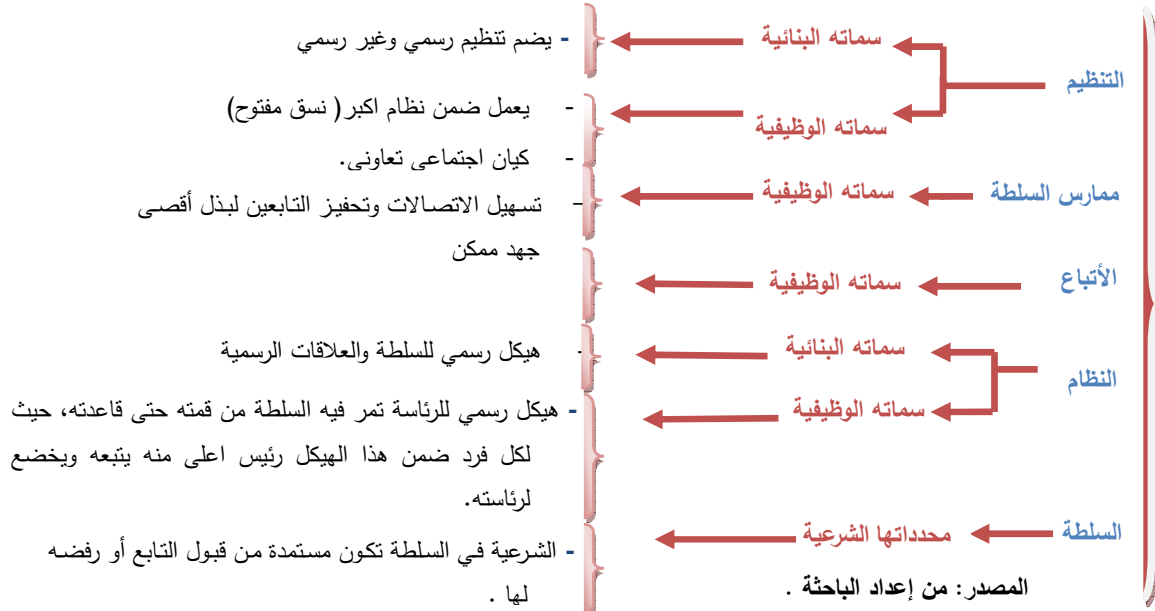 التنظيم
سماته البنائية
- يضم تنظيم رسمي وغير رسمي
سماته الوظيفية
- يعمل ضمن نظام اكبر( نسق مفتوح)
- كيان اجتماعي تعاوني.
ممارس السلطة
سماته الوظيفية
- تسهيل الاتصالات وتحفيز التابعين لبذل أقصى
جهد ممكن
الأتباع
سماته الوظيفية
النظام
سماته البنائية
- هيكل رسمي للسلطة والعلاقات الرسمية
سماته الوظيفية
- هيكل رسمي للرئاسة تمر فيه السلطة من قمته حتى قاعدته، حيث
لكل فرد ضمن هذا الهيكل رئيس اعلى منه يتبعه ويخضع
لرئاسته.
السلطة
محدداتها الشرعية
- الشرعية في السلطة تكون مستمدة من قبول التابع أو رفضه
لها .
المصدر: من إعداد الباحثة .